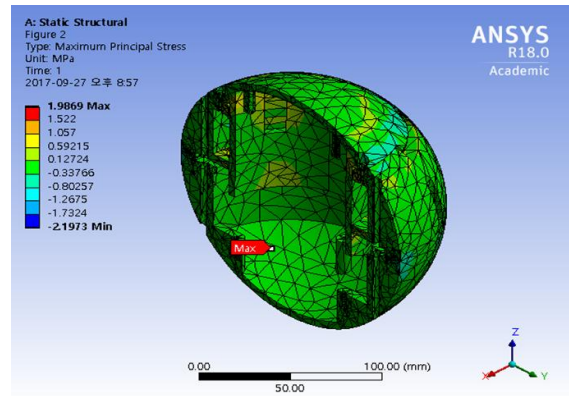 A: Static Structural
Figure 2
Type: Maximum Principal Stress
Unit: MPa
Time: 1
2017-09-27 오후 8:57
1.9869 Max
1.522
1.057
0.59215
0.12724
-0.33766
-0.80257
-1.2675
-1.7324
-2.1973 Min
ANSYS
R18.0
Academic
Max
0.00
100.00 (mm)
50.00
Z
X
Y